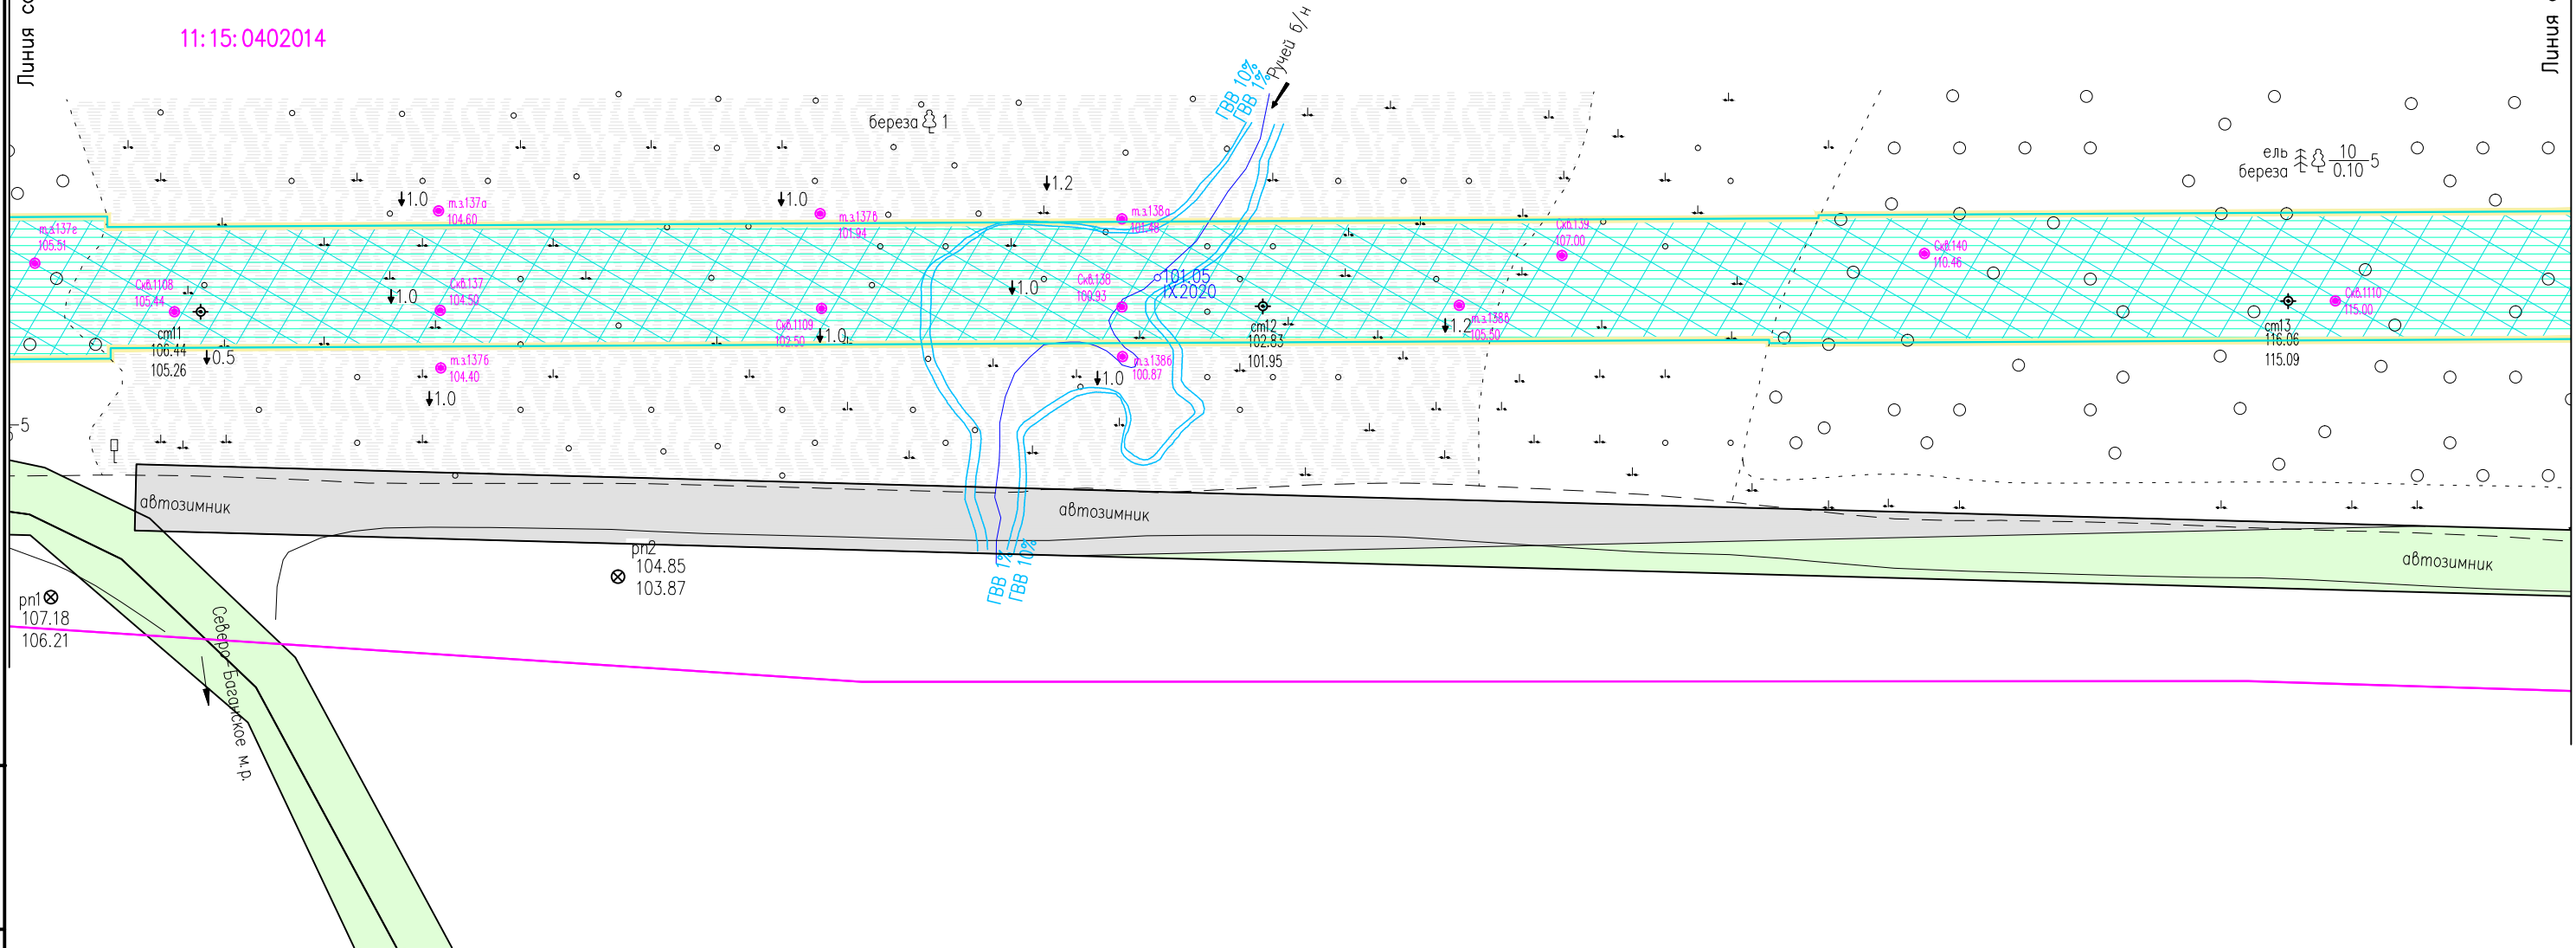 Линия
Линия
11:15:0402014
Ручей б/н
ГВВ 10%
ГВВ 1%
береза 1
ель
береза
10
0.10
5
1.0
1.0
1.2
т.з.137а
104.60
т.з.137в
101.94
т.з.138а
101.48
т.з.137г
105.51
Скв.139
107.00
Скв.140
110.46
Скв.1108
105.44
Скв.137
104.50
1.0
Скв.1109
102.50
1.0
1.0
Скв.138
100.93
101.05
IX.2020
ст12
102.83
101.95
1.2
т.з.138в
105.50
Скв.1110
115.00
ст13
116.06
115.09
ст11
106.44
105.26
0.5
т.з.137б
104.40
1.0
1.0
т.з.138б
100.87
5
автозимник
автозимник
автозимник
рп2
104.85
103.87
ГВВ 1%
ГВВ 10%
рп1
107.18
106.21
Северо-Баганское м.р.